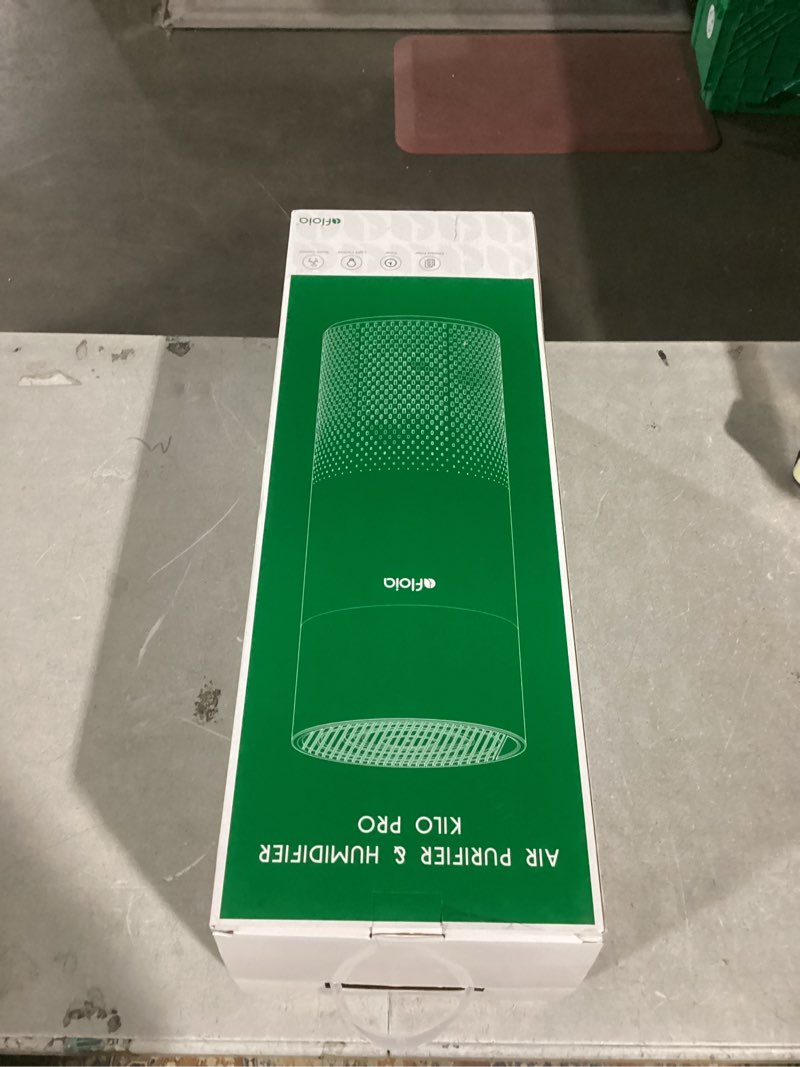 AIR PURIFIER & HUMIDIFIER
KILO PRO
afloia
afloia